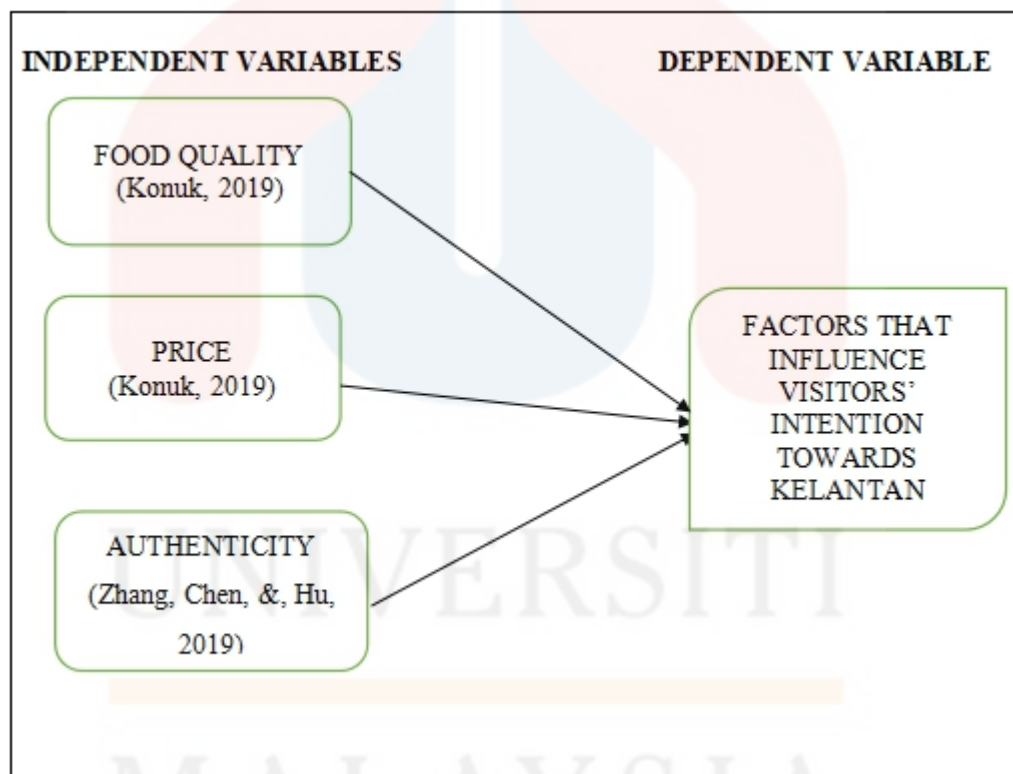 INDEPENDENT VARIABLES
DEPENDENT VARIABLE
FOOD QUALITY
(Konuk, 2019)
PRICE
(Konuk, 2019)
AUTHENTICITY
(Zhang, Chen, &, Hu,
2019)
FACTORS THAT
INFLUENCE
VISITORS’
INTENTION
TOWARDS
KELANTAN
UNIVERSITI
MALAYSIA